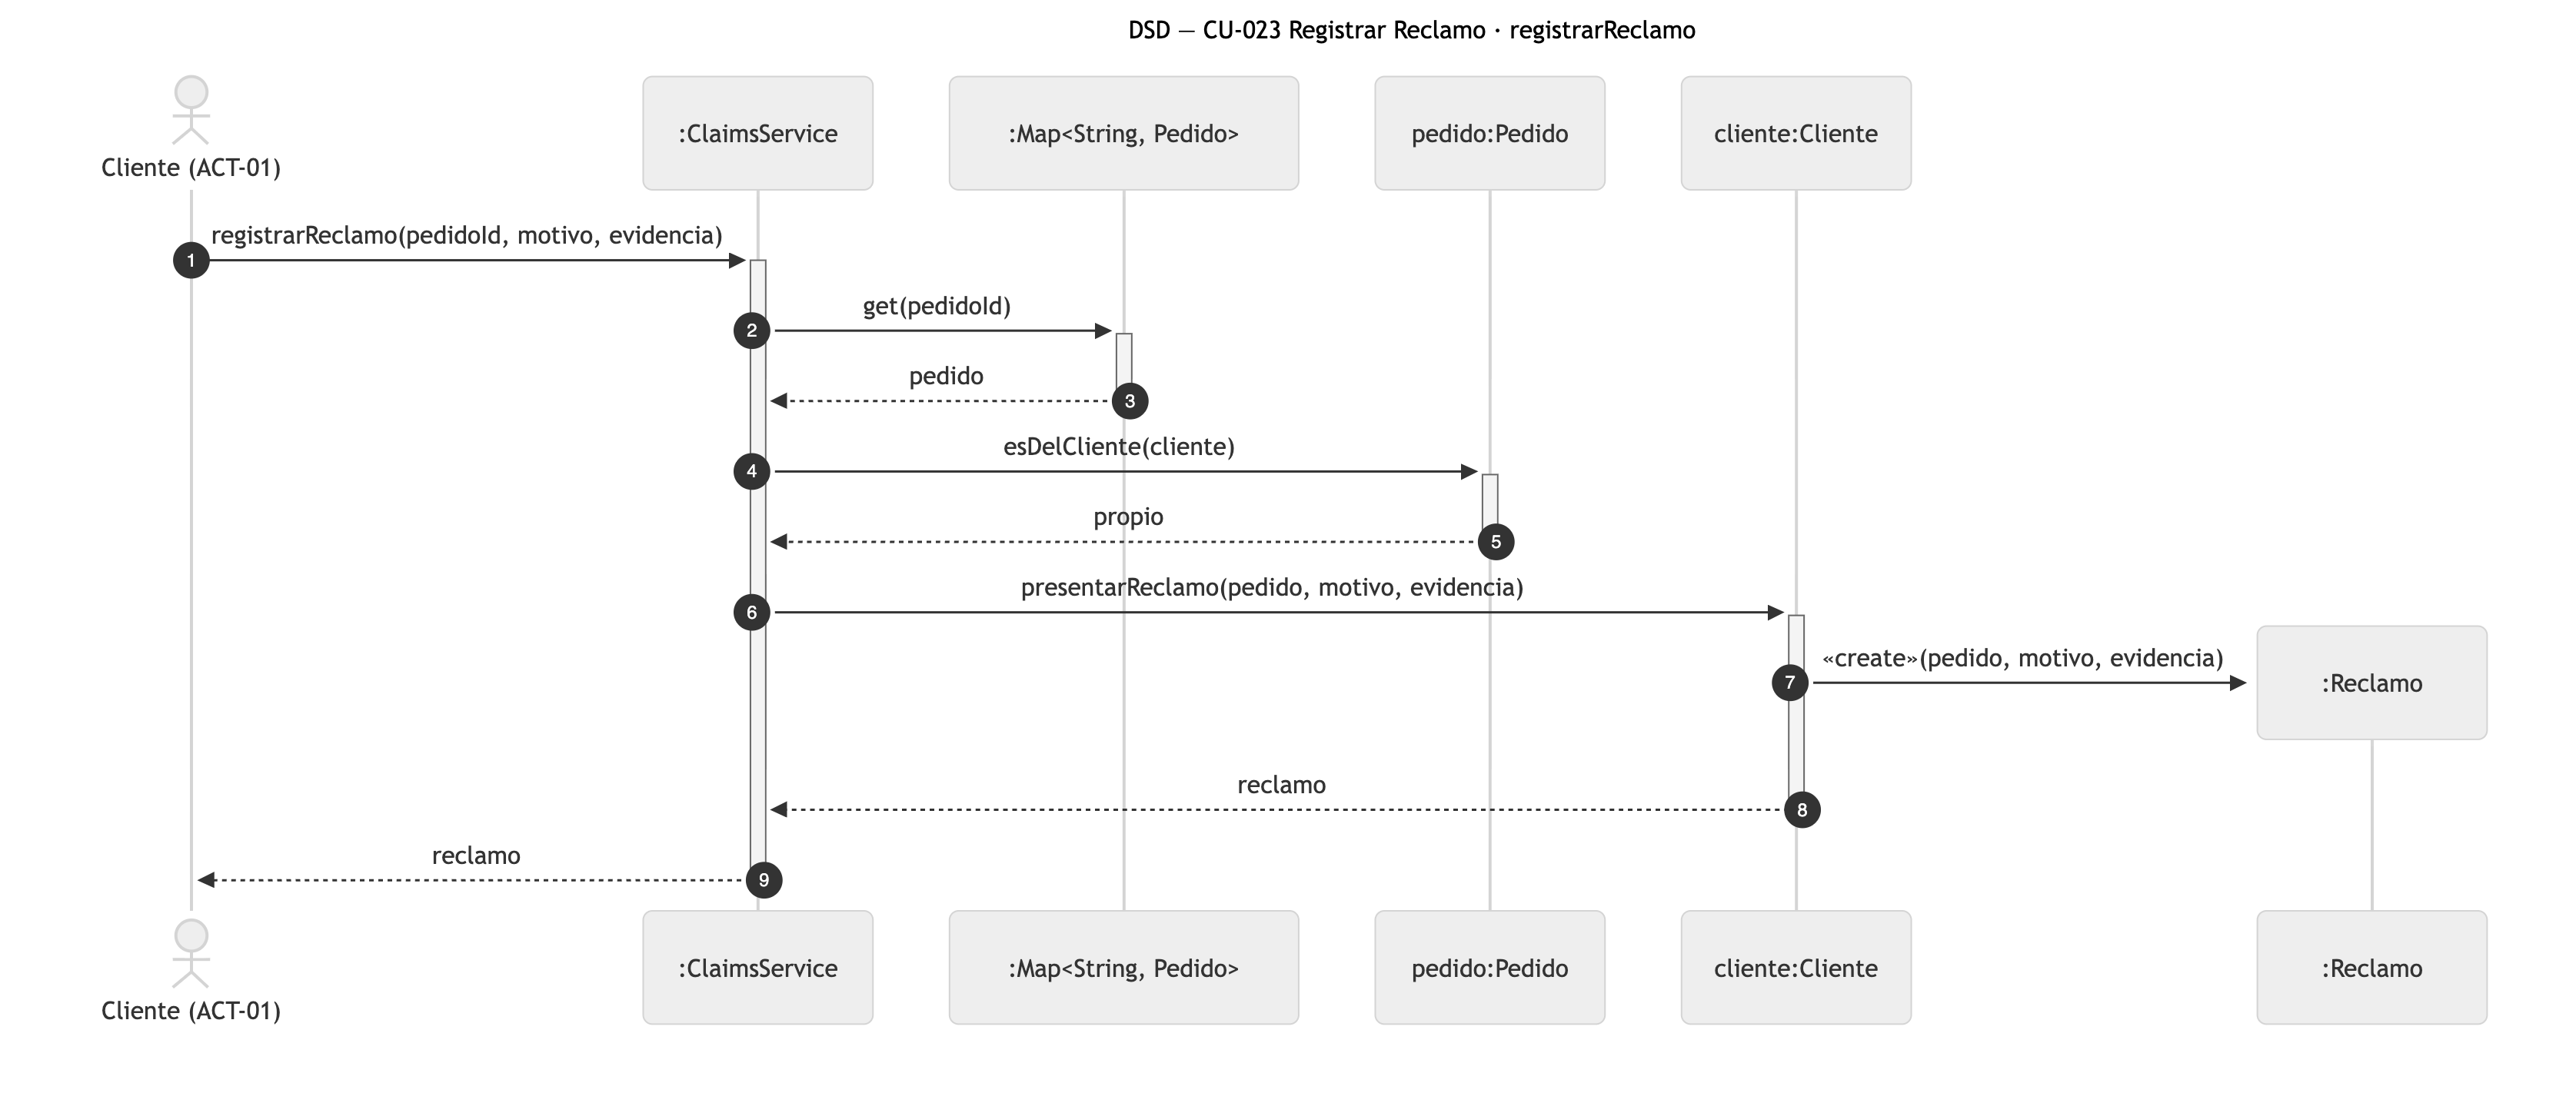 DSD — CU-023 Registrar Reclamo · registrarReclamo
Cliente (ACT-01)
:ClaimsService
:Map<String, Pedido>
pedido:Pedido
cliente:Cliente
registrarReclamo(pedidoId, motivo, evidencia)
1
get(pedidoId)
2
pedido
3
esDelCliente(cliente)
4
propio
5
presentarReclamo(pedido, motivo, evidencia)
6
«create»(pedido, motivo, evidencia)
7
:Reclamo
reclamo
8
reclamo
9
Cliente (ACT-01)
:ClaimsService
:Map<String, Pedido>
pedido:Pedido
cliente:Cliente
:Reclamo